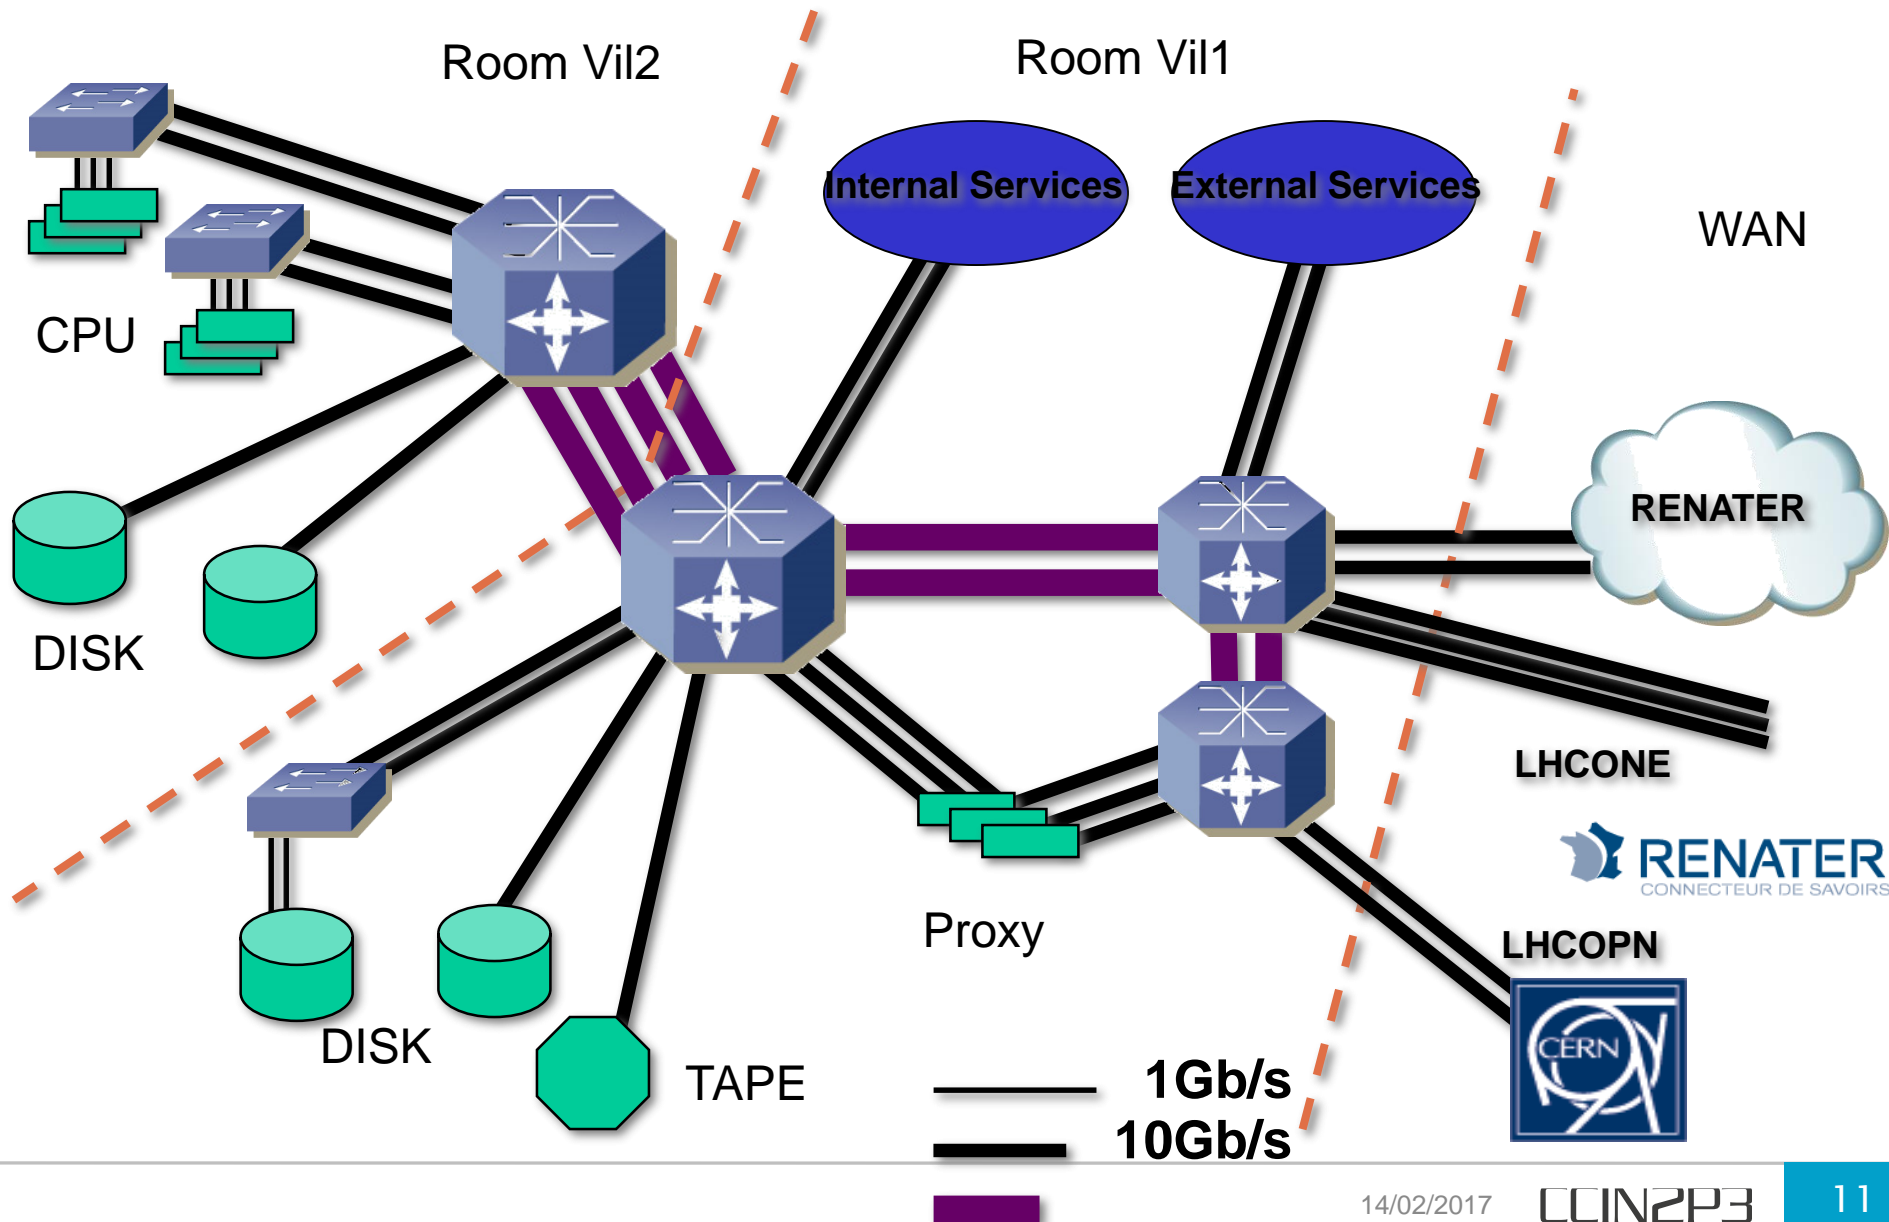 Room Vil2
Room Vil1
Internal Services
External Services
WAN
CPU
RENATER
DISK
LHCONE
RENATER
CONNECTEUR DE SAVOIRS
Proxy
LHCOPN
CERN
DISK
TAPE
1Gb/s
10Gb/s
14/02/2017
CCIN2P3
11